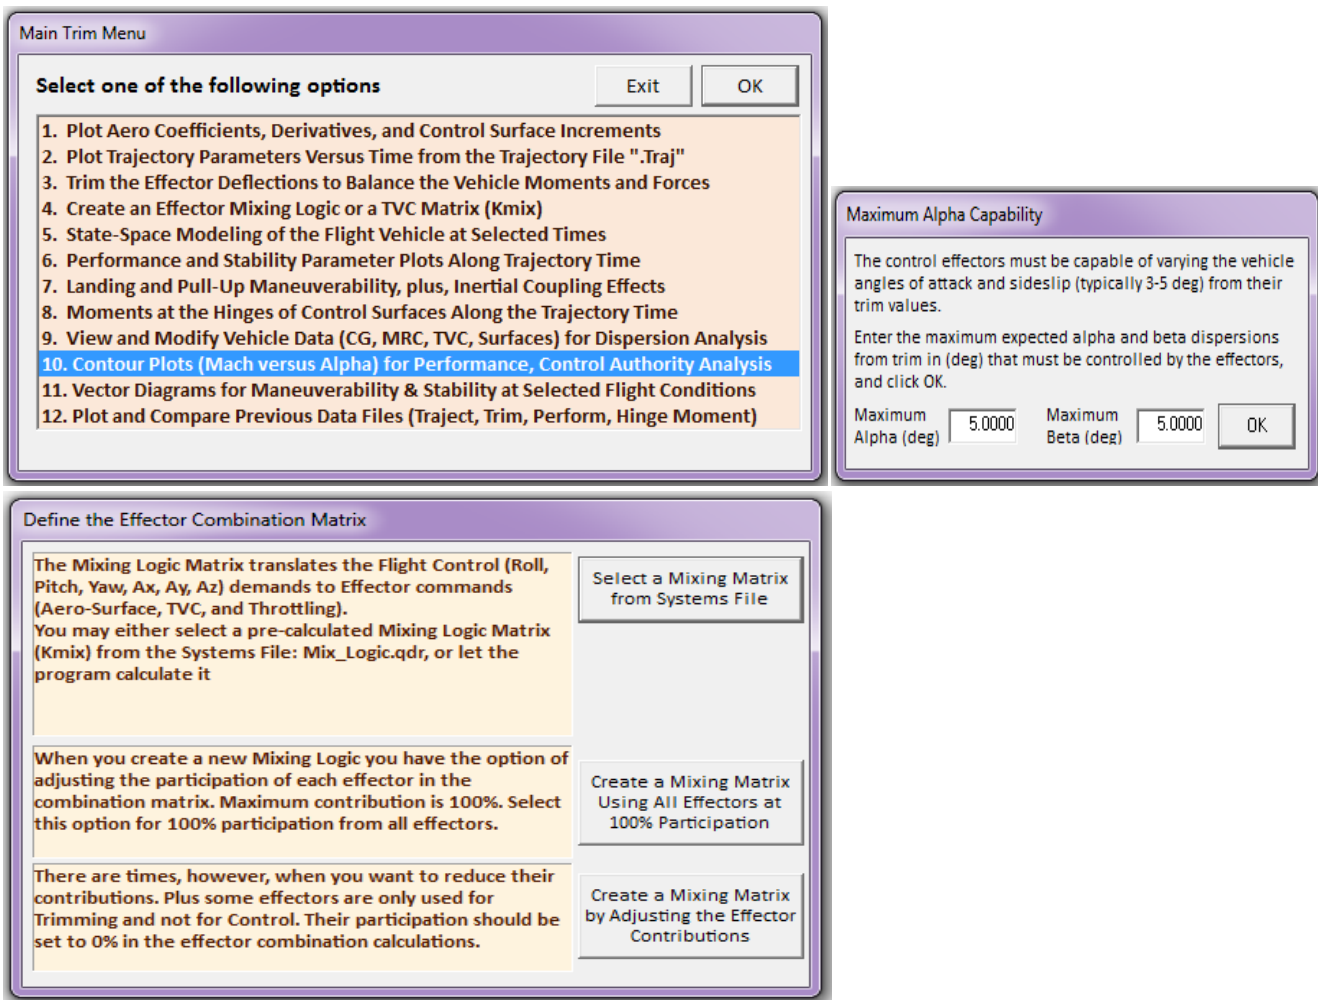 Main Trim Menu
Select one of the following options
Exit
OK
1. Plot Aero Coefficients, Derivatives, and Control Surface Increments
2. Plot Trajectory Parameters Versus Time from the Trajectory File ".Traj"
3. Trim the Effector Deflections to Balance the Vehicle Moments and Forces
4. Create an Effector Mixing Logic or a TVC Matrix (Kmix)
5. State-Space Modeling of the Flight Vehicle at Selected Times
6. Performance and Stability Parameter Plots Along Trajectory Time
7. Landing and Pull-Up Maneuverability, plus, Inertial Coupling Effects
8. Moments at the Hinges of Control Surfaces Along the Trajectory Time
9. View and Modify Vehicle Data (CG, MRC, TVC, Surfaces) for Dispersion Analysis
10. Contour Plots (Mach versus Alpha) for Performance, Control Authority Analysis
11. Vector Diagrams for Maneuverability & Stability at Selected Flight Conditions
12. Plot and Compare Previous Data Files (Traject, Trim, Perform, Hinge Moment)
Maximum Alpha Capability
The control effectors must be capable of varying the vehicle
angles of attack and sideslip (typically 3-5 deg) from their
trim values.
Enter the maximum expected alpha and beta dispersions
from trim in (deg) that must be controlled by the effectors,
and click OK.
Maximum
Alpha (deg)
5.0000
Maximum
Beta (deg)
5.0000
OK
Define the Effector Combination Matrix
The Mixing Logic Matrix translates the Flight Control (Roll,
Pitch, Yaw, Ax, Ay, Az) demands to Effector commands
(Aero-Surface, TVC, and Throttling).
You may either select a pre-calculated Mixing Logic Matrix
(Kmix) from the Systems File: Mix_Logic.qdr, or let the
program calculate it
Select a Mixing Matrix
from Systems File
When you create a new Mixing Logic you have the option of
adjusting the participation of each effector in the
combination matrix. Maximum contribution is 100%. Select
this option for 100% participation from all effectors.
Create a Mixing Matrix
Using All Effectors at
100% Participation
There are times, however, when you want to reduce their
contributions. Plus some effectors are only used for
Trimming and not for Control. Their participation should be
set to 0% in the effector combination calculations.
Create a Mixing Matrix
by Adjusting the Effector
Contributions